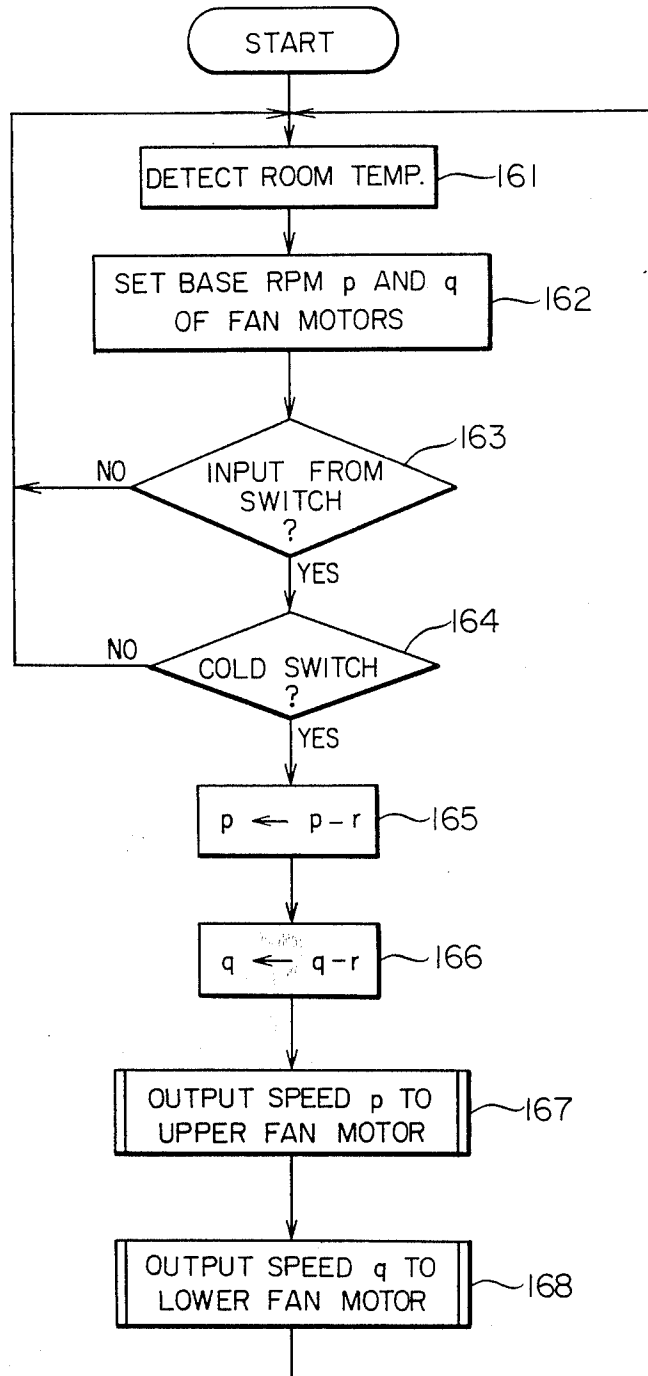 START
DETECT ROOM TEMP.
161
SET BASE RPM p AND q
OF FAN MOTORS
162
163
NO
INPUT FROM
SWITCH
?
YES
164
NO
COLD SWITCH
?
YES
p ← p-r
165
q ← q-r
166
OUTPUT SPEED p TO
UPPER FAN MOTOR
167
OUTPUT SPEED q TO
LOWER FAN MOTOR
168